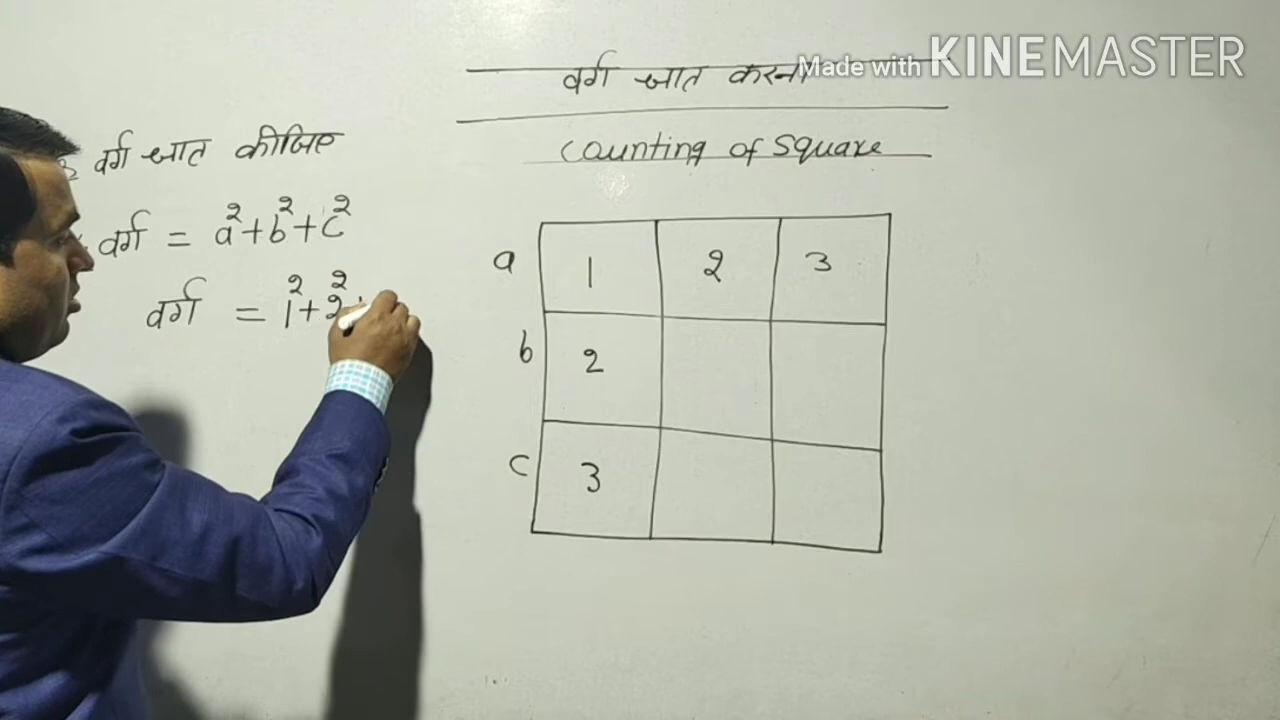 Made with KINEMASTER
वर्ग ज्ञात करना
Counting of Square
वर्ग ज्ञात कीजिए
वर्ग = a²+b²+c²
वर्ग = 1²+2²
a 1 2 3
b 2
c 3